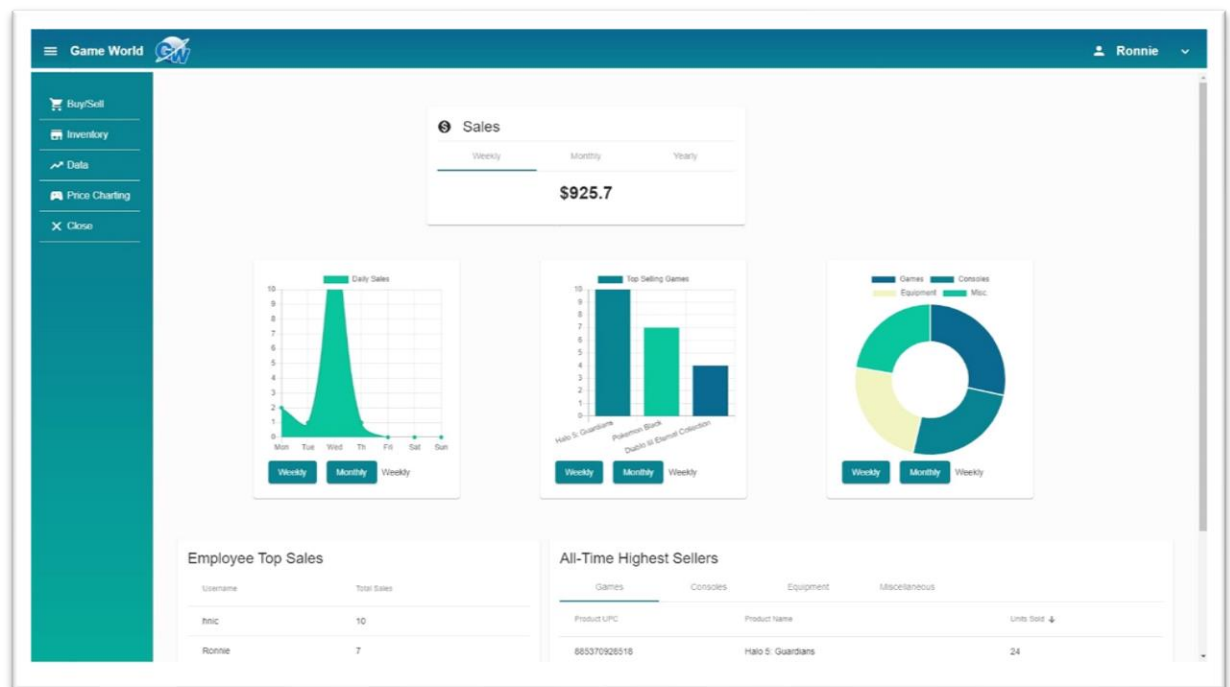 Game World GW Ronnie
Buy/Sell
Inventory
Data
Price Charting
Close
Sales
Weekly Monthly Yearly
$925.7
Daily Sales
10
9
8
7
6
5
4
3
2
1
0
Mon Tue Wed Th Fri Sat Sun
Weekly Monthly Weekly
Top Selling Games
10
9
8
7
6
5
4
3
2
1
0
Halo 5: Guardians Pokemon Black Diablo III Eternal Collection
Weekly Monthly Weekly
Games Consoles
Equipment Misc.
Weekly Monthly Weekly
Employee Top Sales
Username Total Sales
hnic 10
Ronnie 7
All-Time Highest Sellers
Games Consoles Equipment Miscellaneous
Product UPC Product Name Units Sold
885370928518 Halo 5: Guardians 24